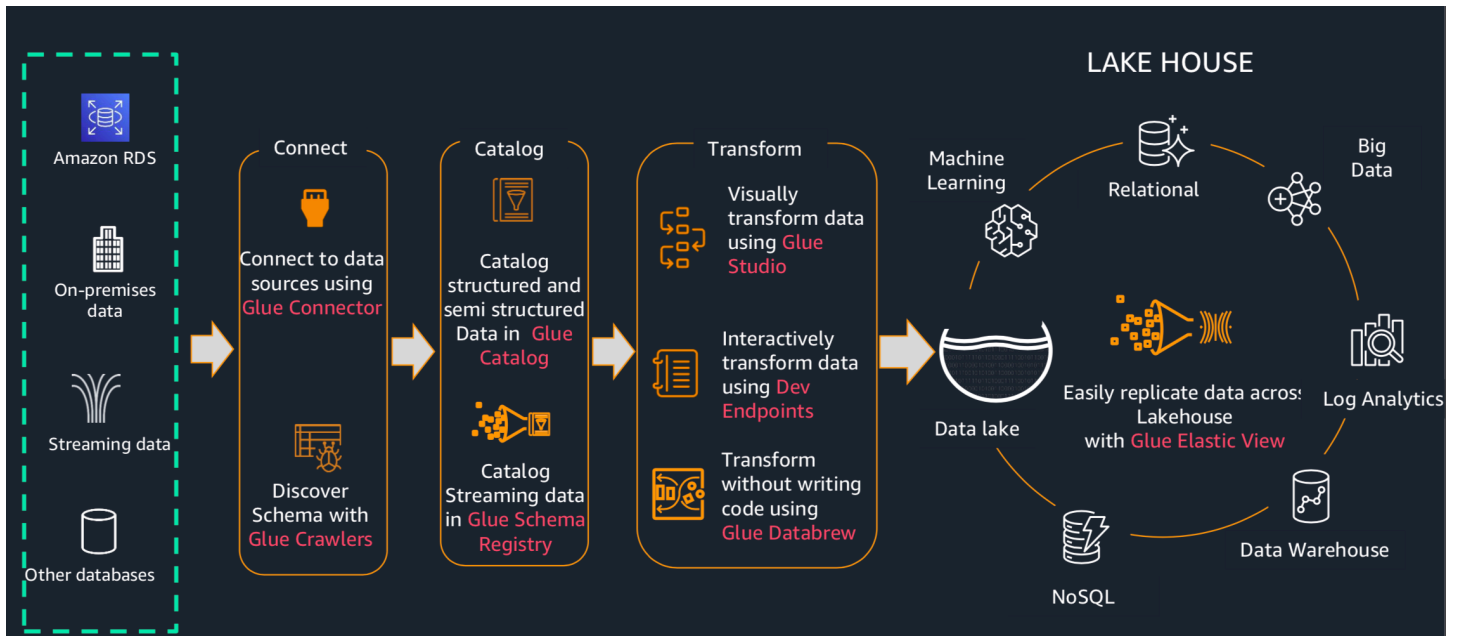 LAKE HOUSE
Amazon RDS
On-premises
data
Streaming data
Other databases
Connect
Connect to data
sources using
Glue Connector
Discover
Schema with
Glue Crawlers
Catalog
Catalog
structured and
semi structured
Data in Glue
Catalog
Catalog
Streaming data
in Glue Schema
Registry
Transform
Visually
transform data
using Glue
Studio
Interactively
transform data
using Dev
Endpoints
Transform
without writing
code using
Glue Databrew
Machine
Learning
Relational
Big
Data
Data lake
Easily replicate data across
Lakehouse
with Glue Elastic View
Log Analytics
Data Warehouse
NoSQL